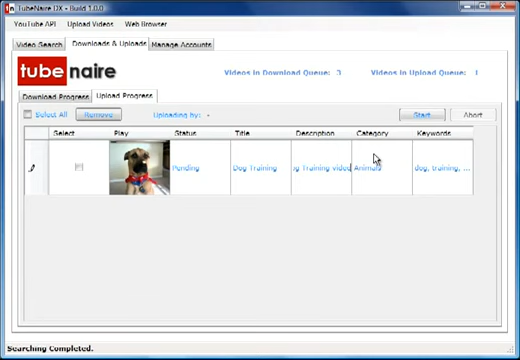 TubeNaire DX - Build 1.0.0
YouTube API Upload Videos Web Browser
Video Search Downloads & Uploads Manage Accounts
tube naire
Videos in Download Queue: 3 Videos in Upload Queue: 1
Download Progress Upload Progress
Select All Remove Uploading by: - Start Abort
Select Play Status Title Description Category Keywords
Pending Dog Training g Training video Animals dog, training, ...
Searching Completed.